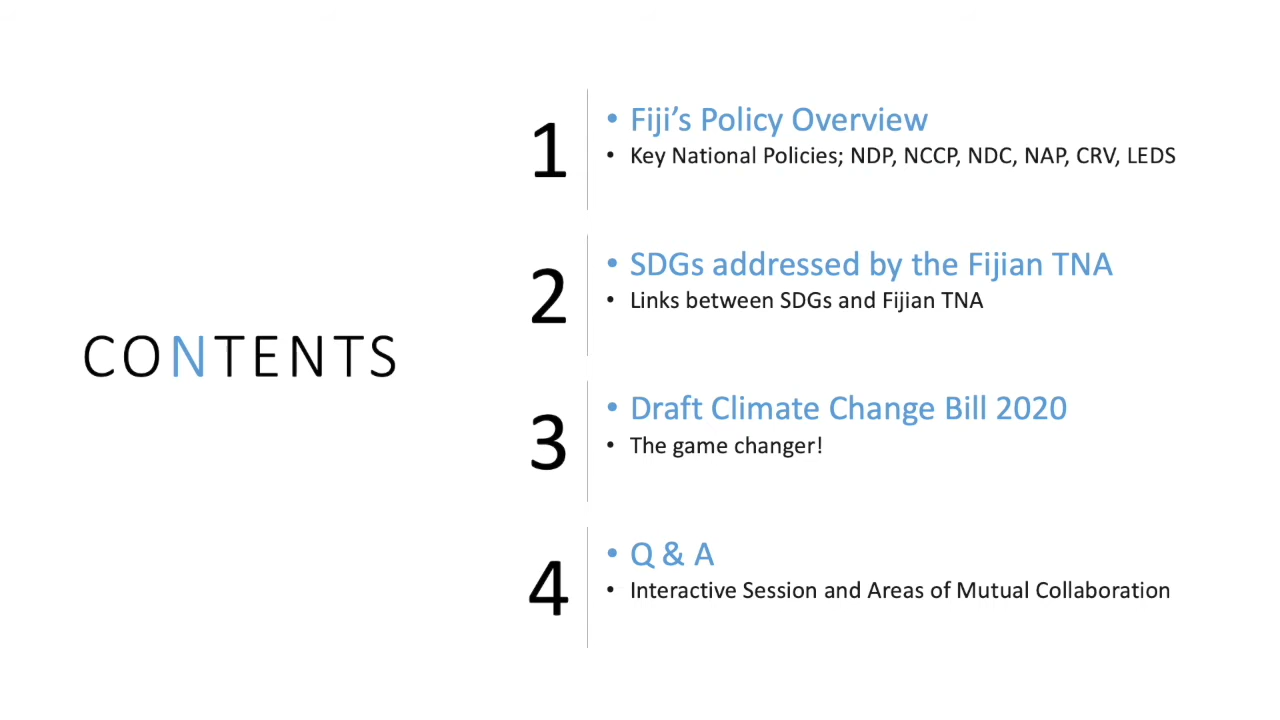 CONTENTS
1
• Fiji's Policy Overview
• Key National Policies; NDP, NCCP, NDC, NAP, CRV, LEDS
2
• SDGs addressed by the Fijian TNA
• Links between SDGs and Fijian TNA
3
• Draft Climate Change Bill 2020
• The game changer!
4
• Q & A
• Interactive Session and Areas of Mutual Collaboration